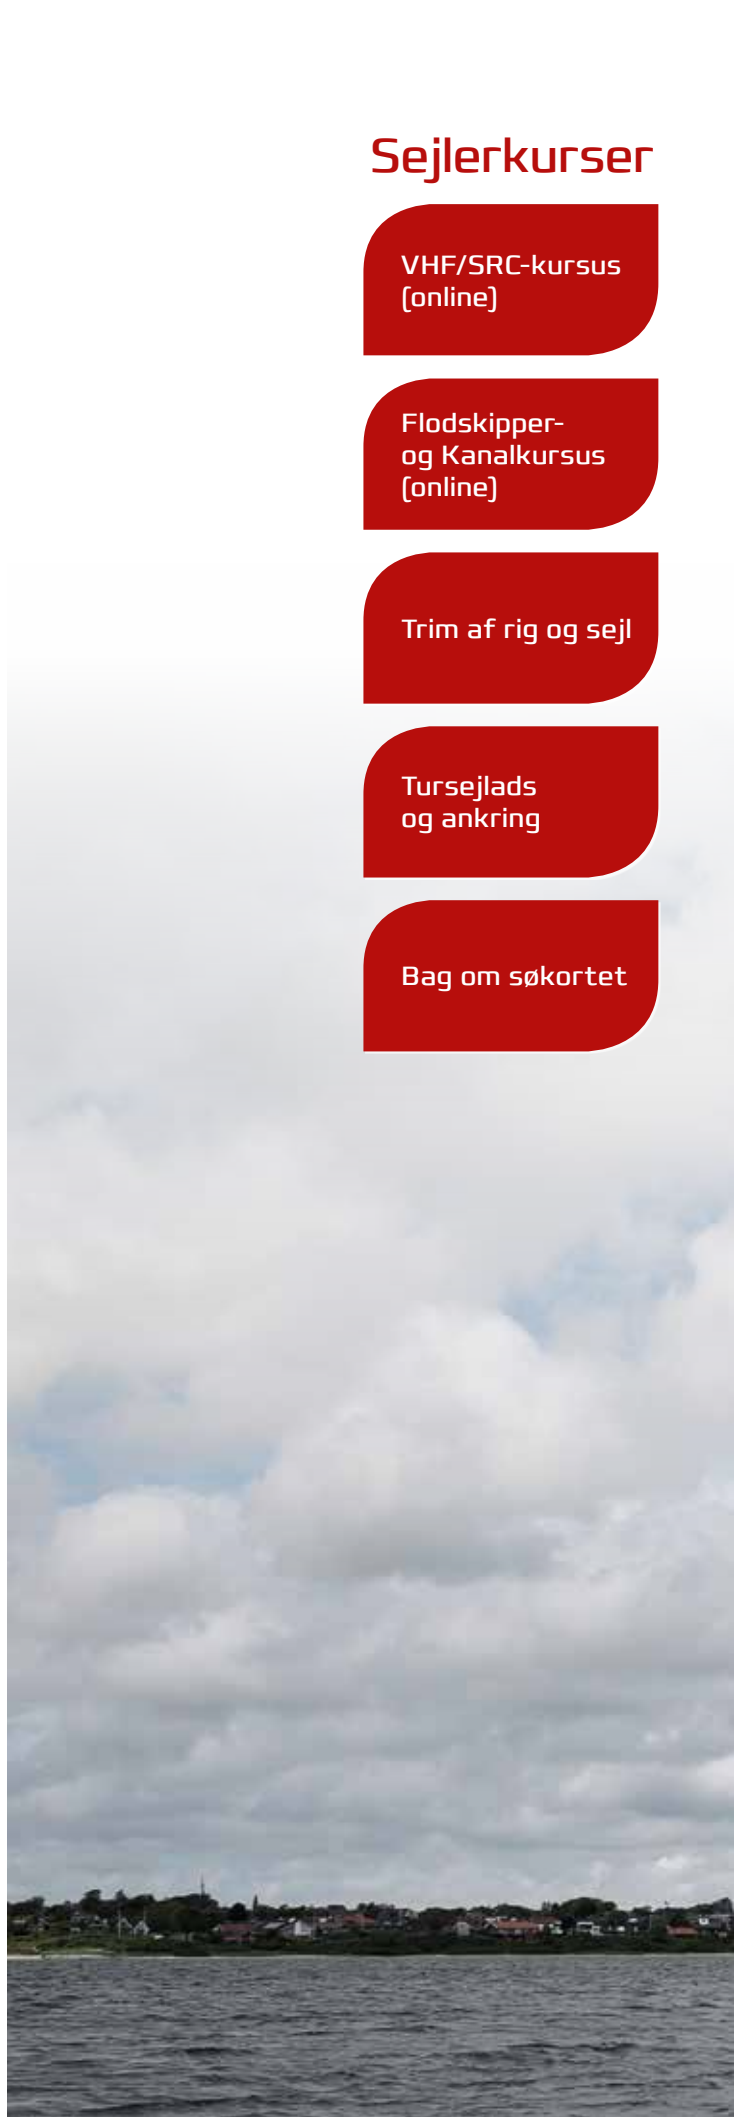 Sejlerkurser
VHF/SRC-kursus
(online)
Flodskipper-
og Kanalkursus
(online)
Trim af rig og sejl
Tursejlads
og ankring
Bag om søkortet